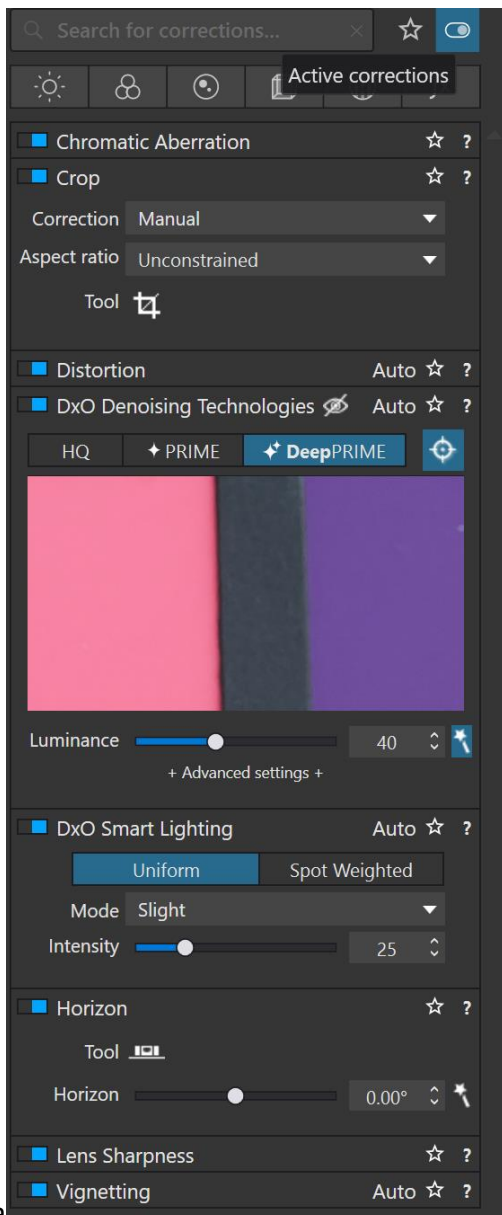 Search for corrections...
Active corrections
Chromatic Aberration ?
Crop ?
Correction Manual
Aspect ratio Unconstrained
Tool
Distortion Auto ?
DxO Denoising Technologies Auto ?
HQ PRIME DeepPRIME
Luminance 40
+ Advanced settings +
DxO Smart Lighting Auto ?
Uniform Spot Weighted
Mode Slight
Intensity 25
Horizon ?
Tool
Horizon 0.00°
Lens Sharpness ?
Vignetting Auto ?